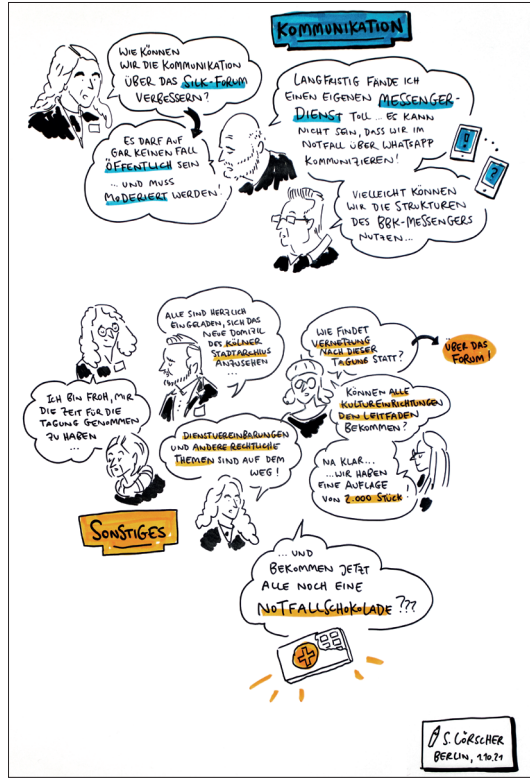 KOMMUNIKATION
WIE KÖNNEN
WIR DIE KOMMUNIKATION
ÜBER DAS SILK-FORUM
VERBESSERN?
ES DARF AUF
GAR KEINEN FALL
ÖFFENTLICH SEIN
... UND MUSS
MODERIERT WERDEN!
LANGFRISTIG FÄNDE ICH
EINEN EIGENEN MESSENGER-
DIENST TOLL ... ES KANN
NICHT SEIN, DASS WIR IM
NOTFALL ÜBER WHATSAPP
KOMMUNIZIEREN!
!
?
VIELLEICHT KÖNNEN
WIR DIE STRUKTUREN
DES BBK-MESSENGERS
NUTZEN...
ALLE SIND HERZLICH
EINGELADEN, SICH DAS
NEUE DOMIZIL
DES KÖLNER
STADTARCHIVS
ANZUSEHEN
...
WIE FINDET
VERNETZUNG
NACH DIESER
TAGUNG STATT?
ÜBER DAS
FORUM!
ICH BIN FROH, MIR
DIE ZEIT FÜR DIE
TAGUNG GENOMMEN
ZU HABEN
...
KÖNNEN ALLE
KULTUREINRICHTUNGEN
DEN LEITFADEN
BEKOMMEN?
DIENSTVEREINBARUNGEN
UND ANDERE RECHTLICHE
THEMEN SIND AUF DEM
WEG!
NA KLAR...
...WIR HABEN
EINE AUFLAGE
VON 2.000 STÜCK!
SONSTIGES
... UND
BEKOMMEN JETZT
ALLE NOCH EINE
NOTFALLSCHOKOLADE???
S. LÖRSCHER
BERLIN, 1.10.21